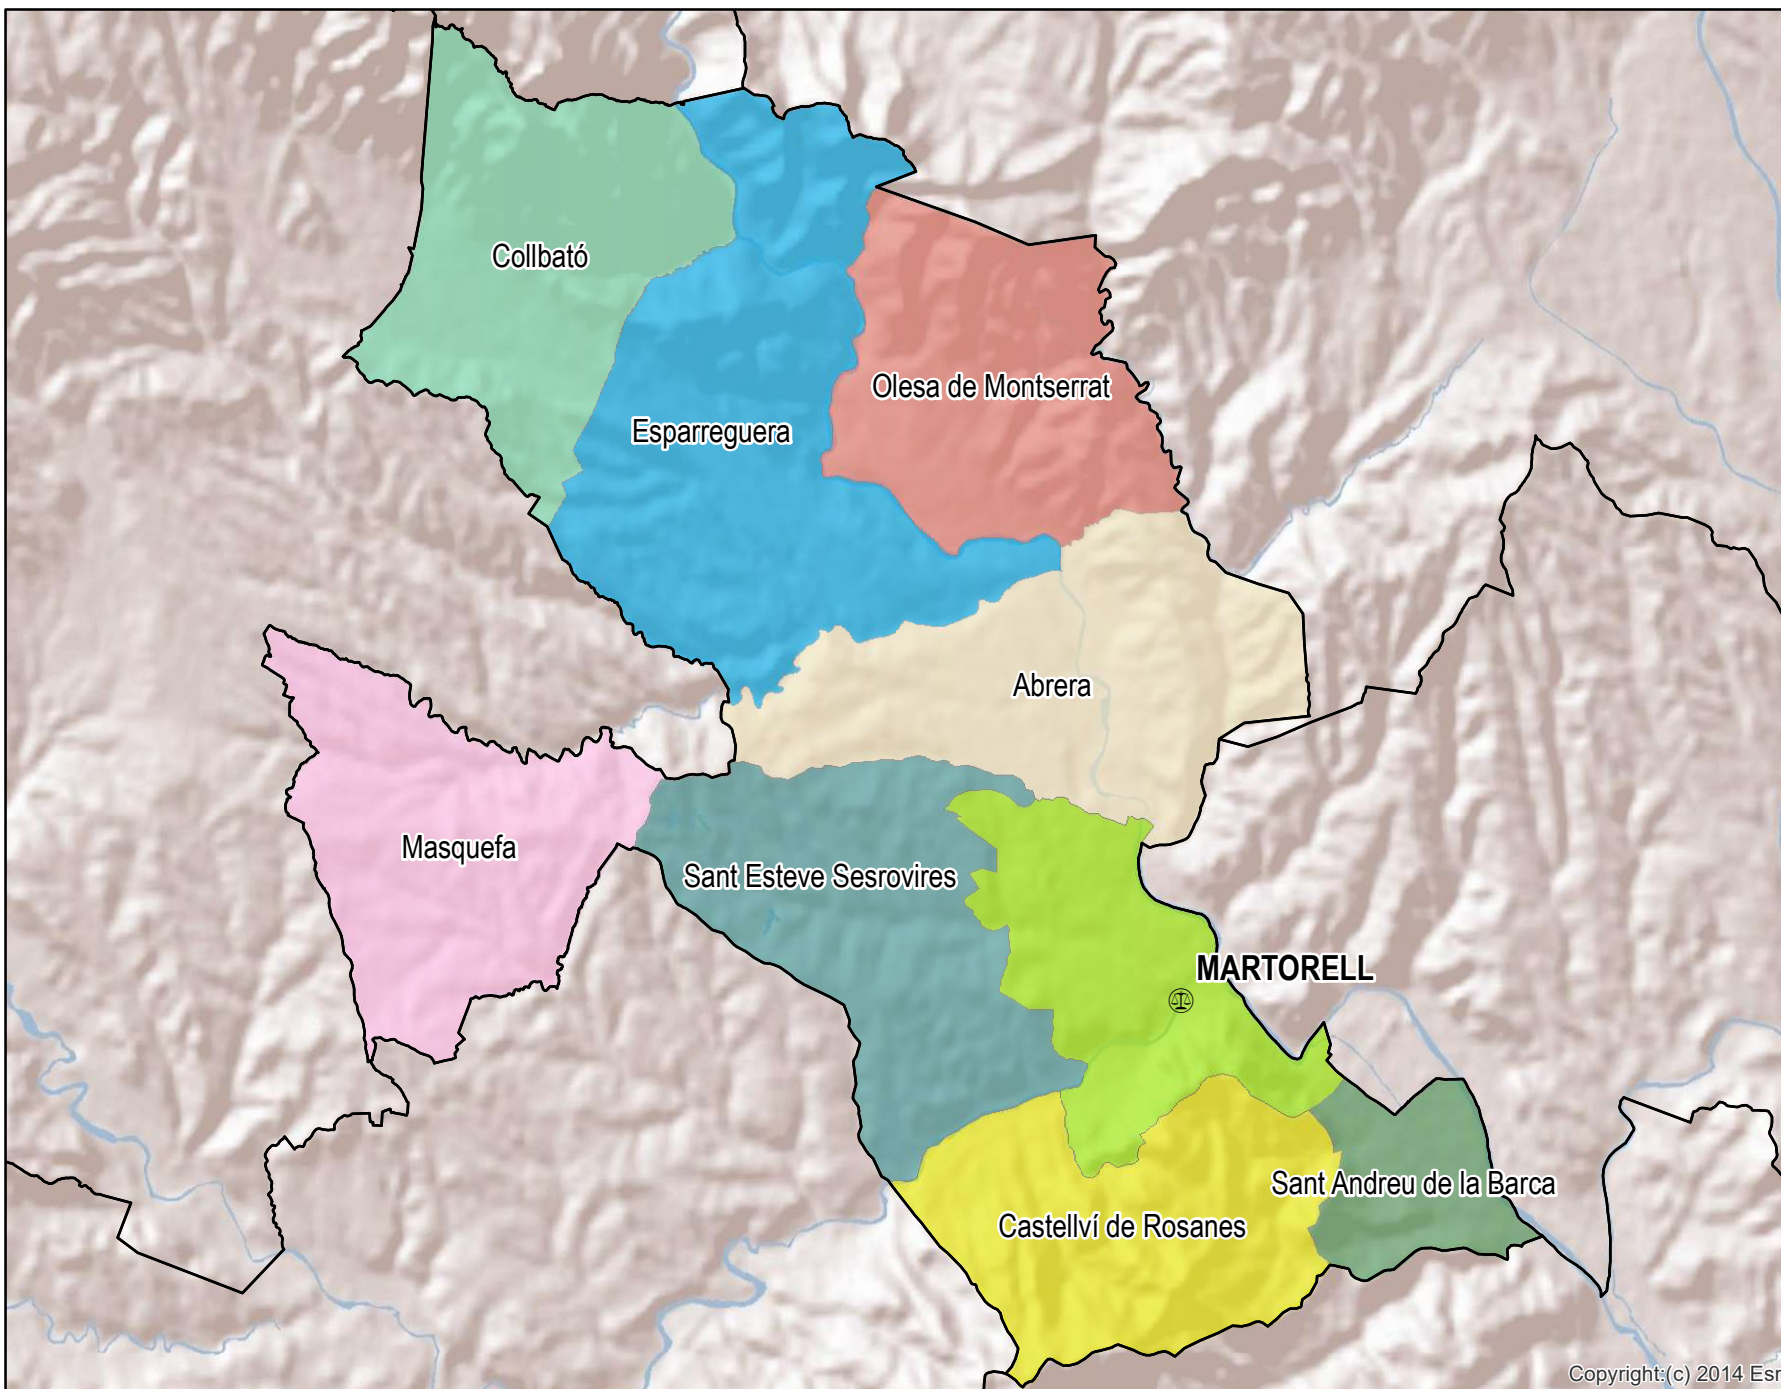 Collbató
Olesa de Montserrat
Esparreguera
Abrera
Masquefa
Sant Esteve Sesrovires
MARTORELL
Sant Andreu de la Barca
Castellví de Rosanes
Copyright:(c) 2014 Esr